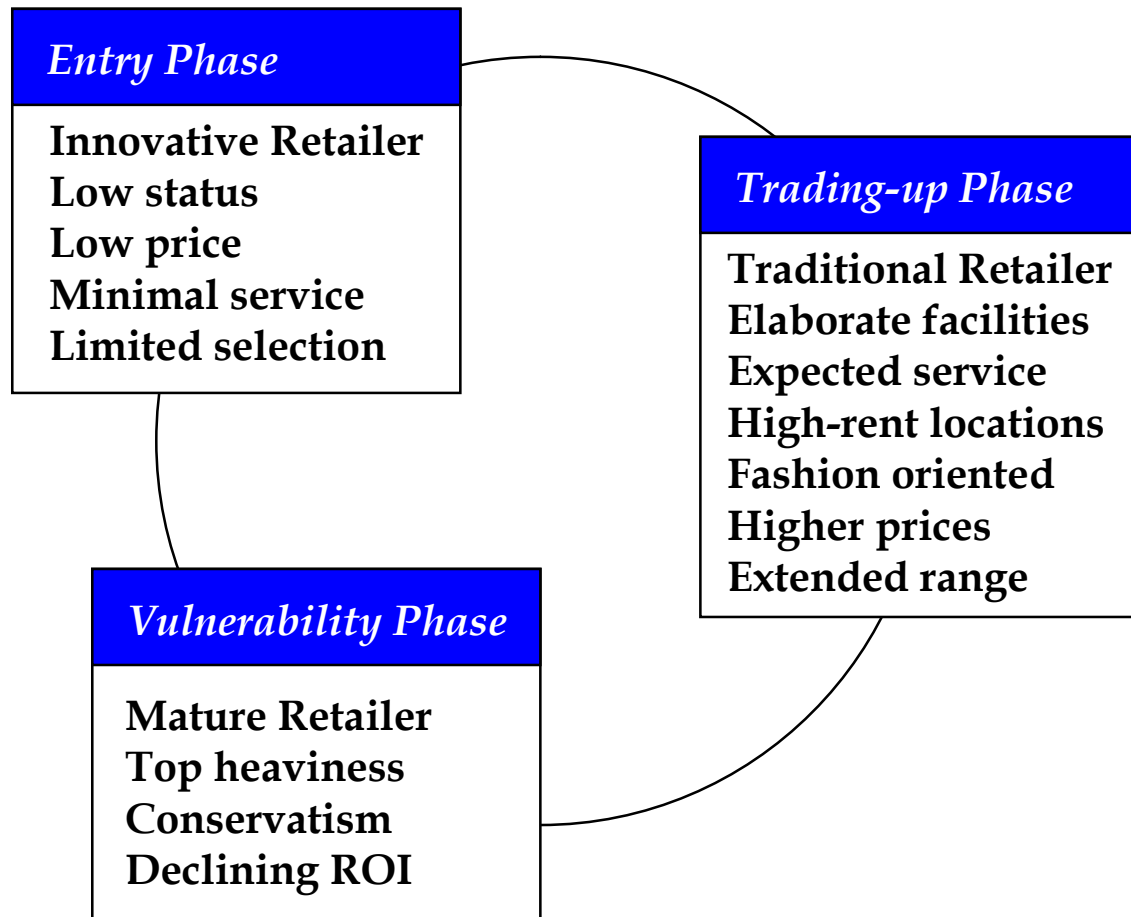 Entry Phase
Innovative Retailer
Low status
Low price
Minimal service
Limited selection
Trading-up Phase
Traditional Retailer
Elaborate facilities
Expected service
High-rent locations
Fashion oriented
Higher prices
Extended range
Vulnerability Phase
Mature Retailer
Top heaviness
Conservatism
Declining ROI